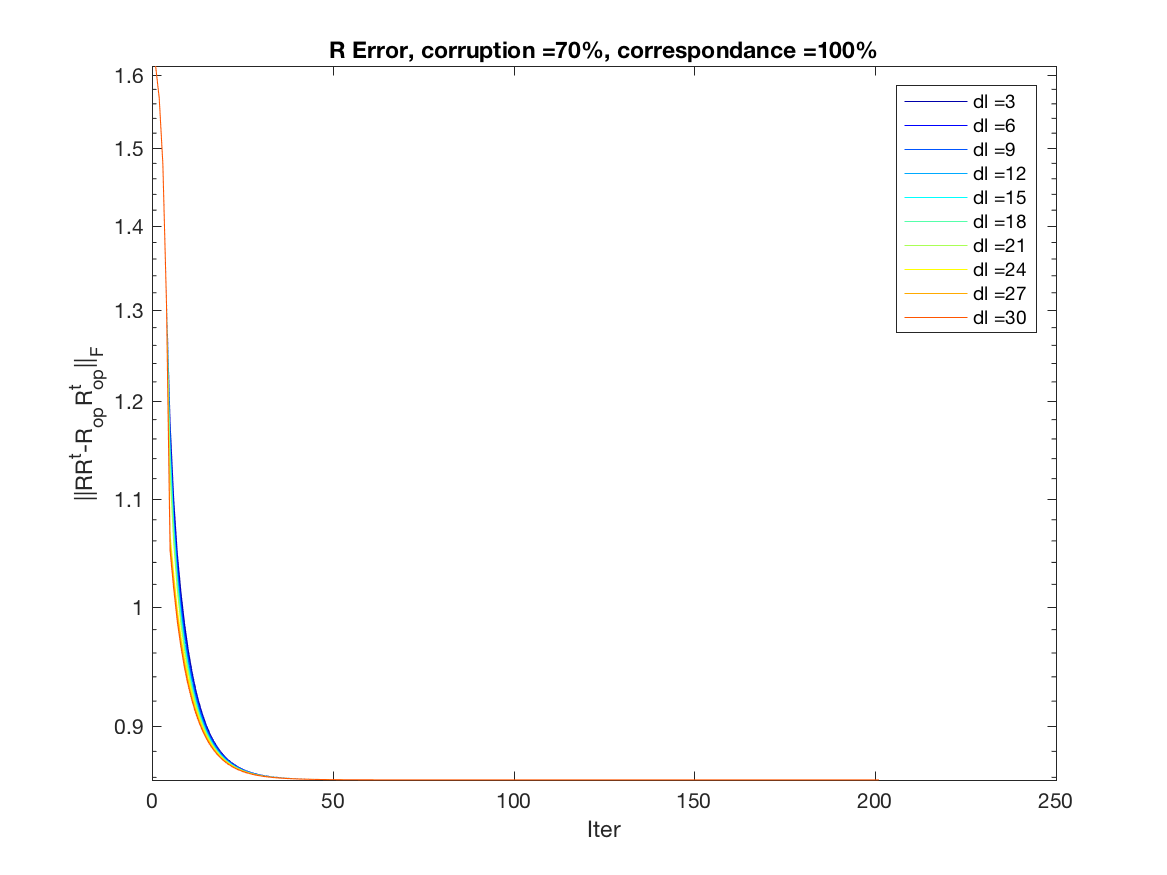 R Error, corruption =70%, correspondance =100%
1.6
1.5
1.4
1.3
1.2
1.1
1
0.9
||RR^t-R_op R^t_op||_F
0 50 100 150 200 250
Iter
dl =3
dl =6
dl =9
dl =12
dl =15
dl =18
dl =21
dl =24
dl =27
dl =30